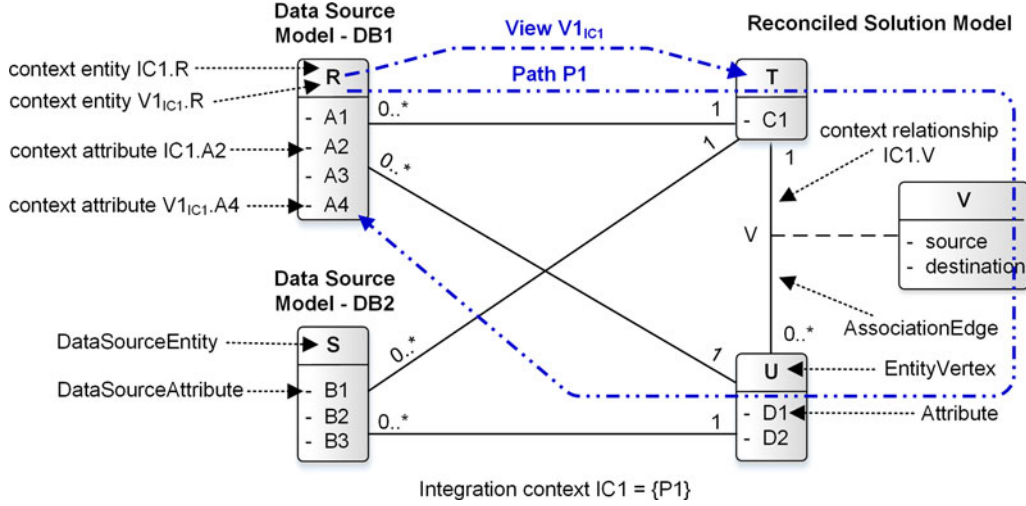 Data Source
Model - DB1
View V1IC1
Reconciled Solution Model
context entity IC1.R
R
Path P1
T
context entity V1IC1.R
- A1
0..*
1
- C1
- A2
context attribute IC1.A2
- A3
0..*
1
1
context relationship
IC1.V
context attribute V1IC1.A4
- A4
V
V
- source
- destination
Data Source
Model - DB2
DataSourceEntity
S
0..*
0..*
AssociationEdge
1
U
EntityVertex
DataSourceAttribute
- B1
- B2
- B3
0..*
1
- D1
- D2
Attribute
Integration context IC1 = {P1}